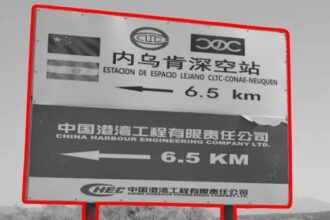 CLTC
内乌肯深空站
ESTACION DE ESPACIO LEJANO CLTC-CONAE-NEUQUEN
6.5 km
中国港湾工程有限责任公司
CHINA HARBOUR ENGINEERING COMPANY LTD.
6.5 KM
CHEC 中国港湾工程有限责任公司